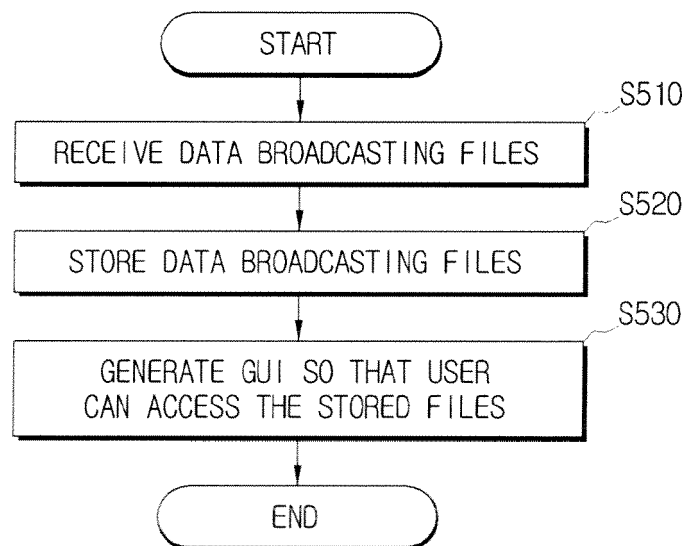 START
S510
RECEIVE DATA BROADCASTING FILES
S520
STORE DATA BROADCASTING FILES
S530
GENERATE GUI SO THAT USER
CAN ACCESS THE STORED FILES
END